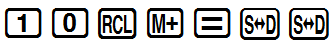 1 0 RCL M+ = S⇔D S⇔D